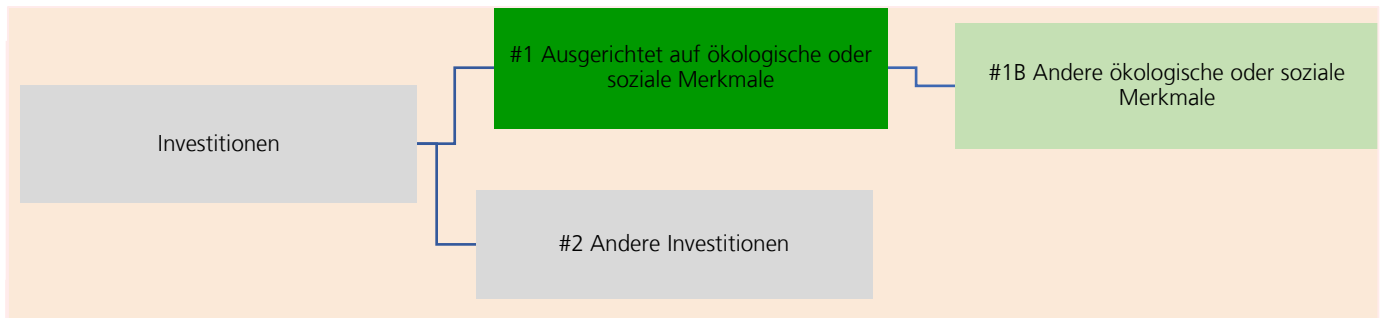 #1 Ausgerichtet auf ökologische oder
soziale Merkmale
#1B Andere ökologische oder soziale
Merkmale
Investitionen
#2 Andere Investitionen